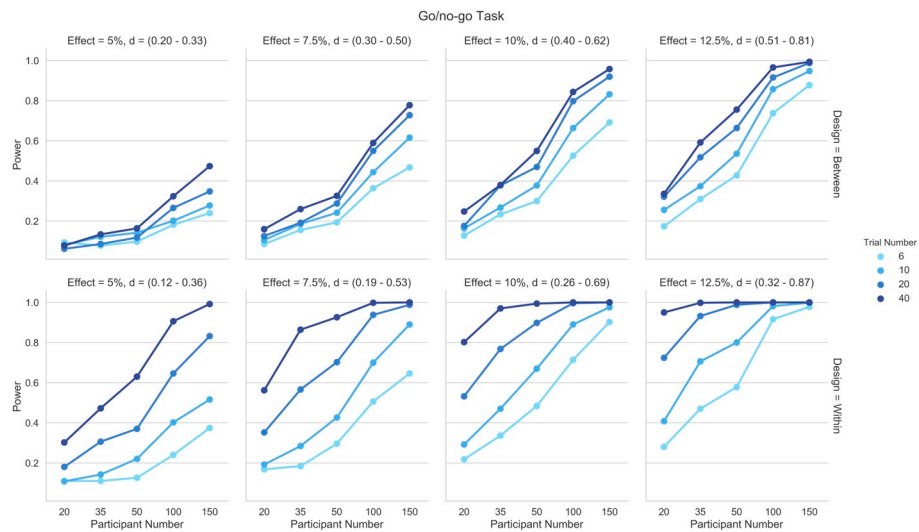 Go/no-go Task
Effect = 5%, d = (0.20 - 0.33)
Effect = 7.5%, d = (0.30 - 0.50)
Effect = 10%, d = (0.40 - 0.62)
Effect = 12.5%, d = (0.51 - 0.81)
1.0
0.8
0.6
0.4
0.2
Power
Design = Between
Trial Number
6
10
20
40
Effect = 5%, d = (0.12 - 0.36)
Effect = 7.5%, d = (0.19 - 0.53)
Effect = 10%, d = (0.26 - 0.69)
Effect = 12.5%, d = (0.32 - 0.87)
1.0
0.8
0.6
0.4
0.2
Power
Design = Within
20 35 50 100 150
20 35 50 100 150
20 35 50 100 150
20 35 50 100 150
Participant Number
Participant Number
Participant Number
Participant Number